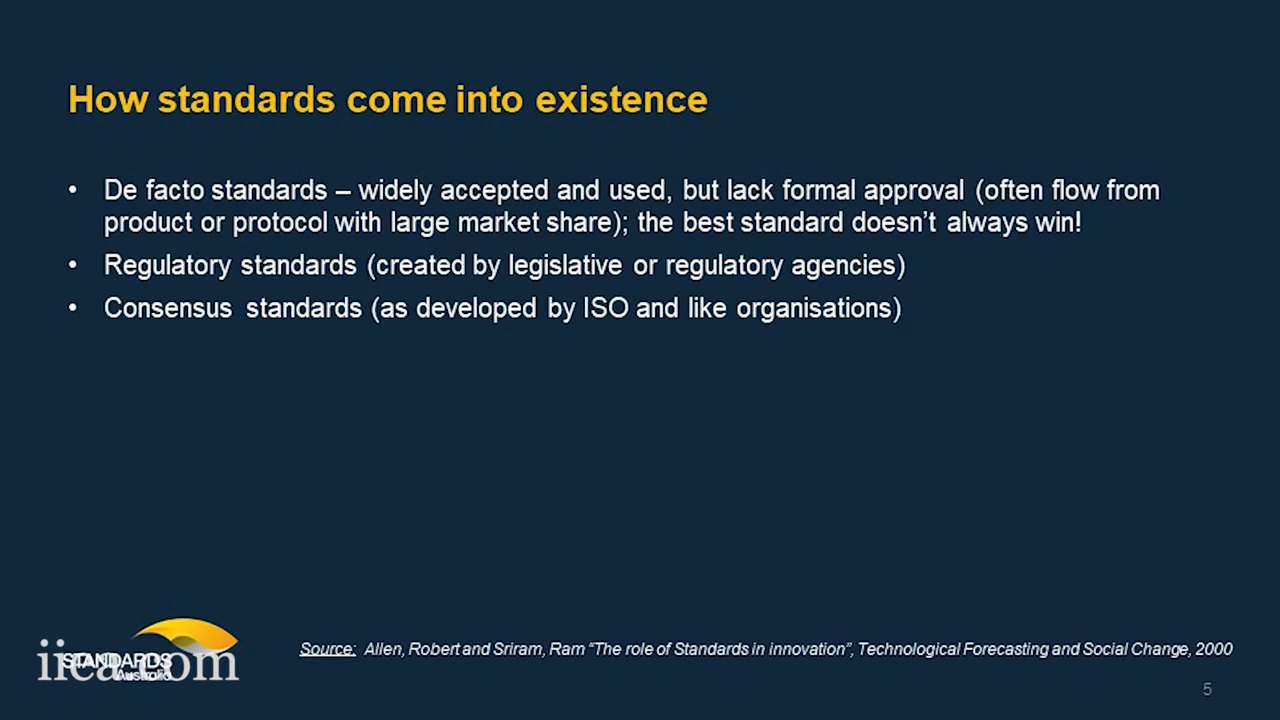 How standards come into existence
• De facto standards – widely accepted and used, but lack formal approval (often flow from
product or protocol with large market share); the best standard doesn’t always win!
• Regulatory standards (created by legislative or regulatory agencies)
• Consensus standards (as developed by ISO and like organisations)
Source: Allen, Robert and Sriram, Ram “The role of Standards in innovation”, Technological Forecasting and Social Change, 2000
STANDARDS
Australia
iiea.com
5